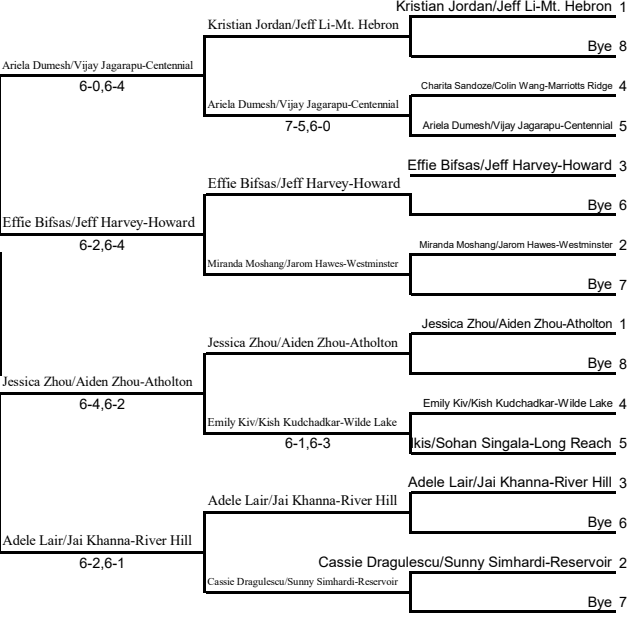 Kristian Jordan/Jeff Li-Mt. Hebron 1
Kristian Jordan/Jeff Li-Mt. Hebron
Bye 8
Ariela Dumesh/Vijay Jagarapu-Centennial
6-0,6-4
Charita Sandoze/Colin Wang-Marriotts Ridge 4
Ariela Dumesh/Vijay Jagarapu-Centennial
7-5,6-0
Ariela Dumesh/Vijay Jagarapu-Centennial 5
Effie Bifsas/Jeff Harvey-Howard 3
Effie Bifsas/Jeff Harvey-Howard
Bye 6
Effie Bifsas/Jeff Harvey-Howard
6-2,6-4
Miranda Moshang/Jarom Hawes-Westminster 2
Miranda Moshang/Jarom Hawes-Westminster
Bye 7
Jessica Zhou/Aiden Zhou-Atholton 1
Jessica Zhou/Aiden Zhou-Atholton
Bye 8
Jessica Zhou/Aiden Zhou-Atholton
6-4,6-2
Emily Kiv/Kish Kudchadkar-Wilde Lake 4
Emily Kiv/Kish Kudchadkar-Wilde Lake
6-1,6-3
lkis/Sohan Singala-Long Reach 5
Adele Lair/Jai Khanna-River Hill 3
Adele Lair/Jai Khanna-River Hill
Bye 6
Adele Lair/Jai Khanna-River Hill
6-2,6-1
Cassie Dragulescu/Sunny Simhardi-Reservoir 2
Cassie Dragulescu/Sunny Simhardi-Reservoir
Bye 7